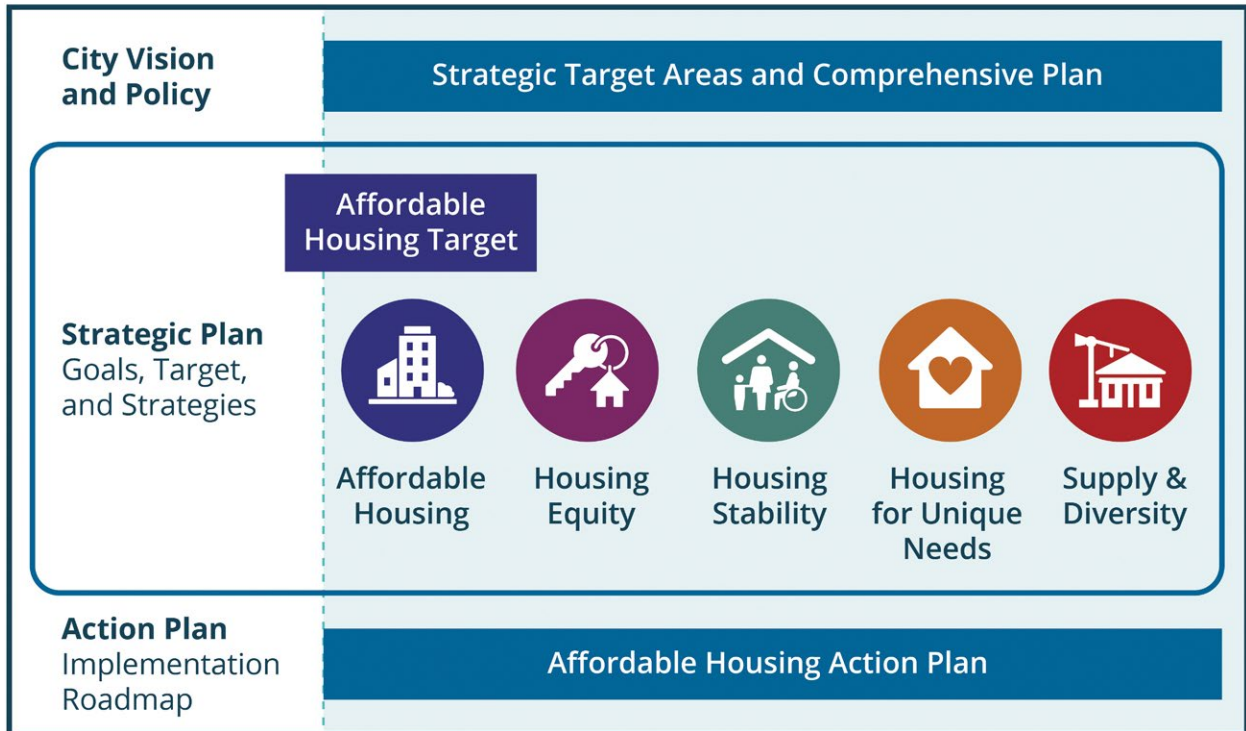 City Vision
and Policy
Strategic Target Areas and Comprehensive Plan
Affordable
Housing Target
Strategic Plan
Goals, Target,
and Strategies
Affordable
Housing
Housing
Equity
Housing
Stability
Housing
for Unique
Needs
Supply &
Diversity
Action Plan
Implementation
Roadmap
Affordable Housing Action Plan